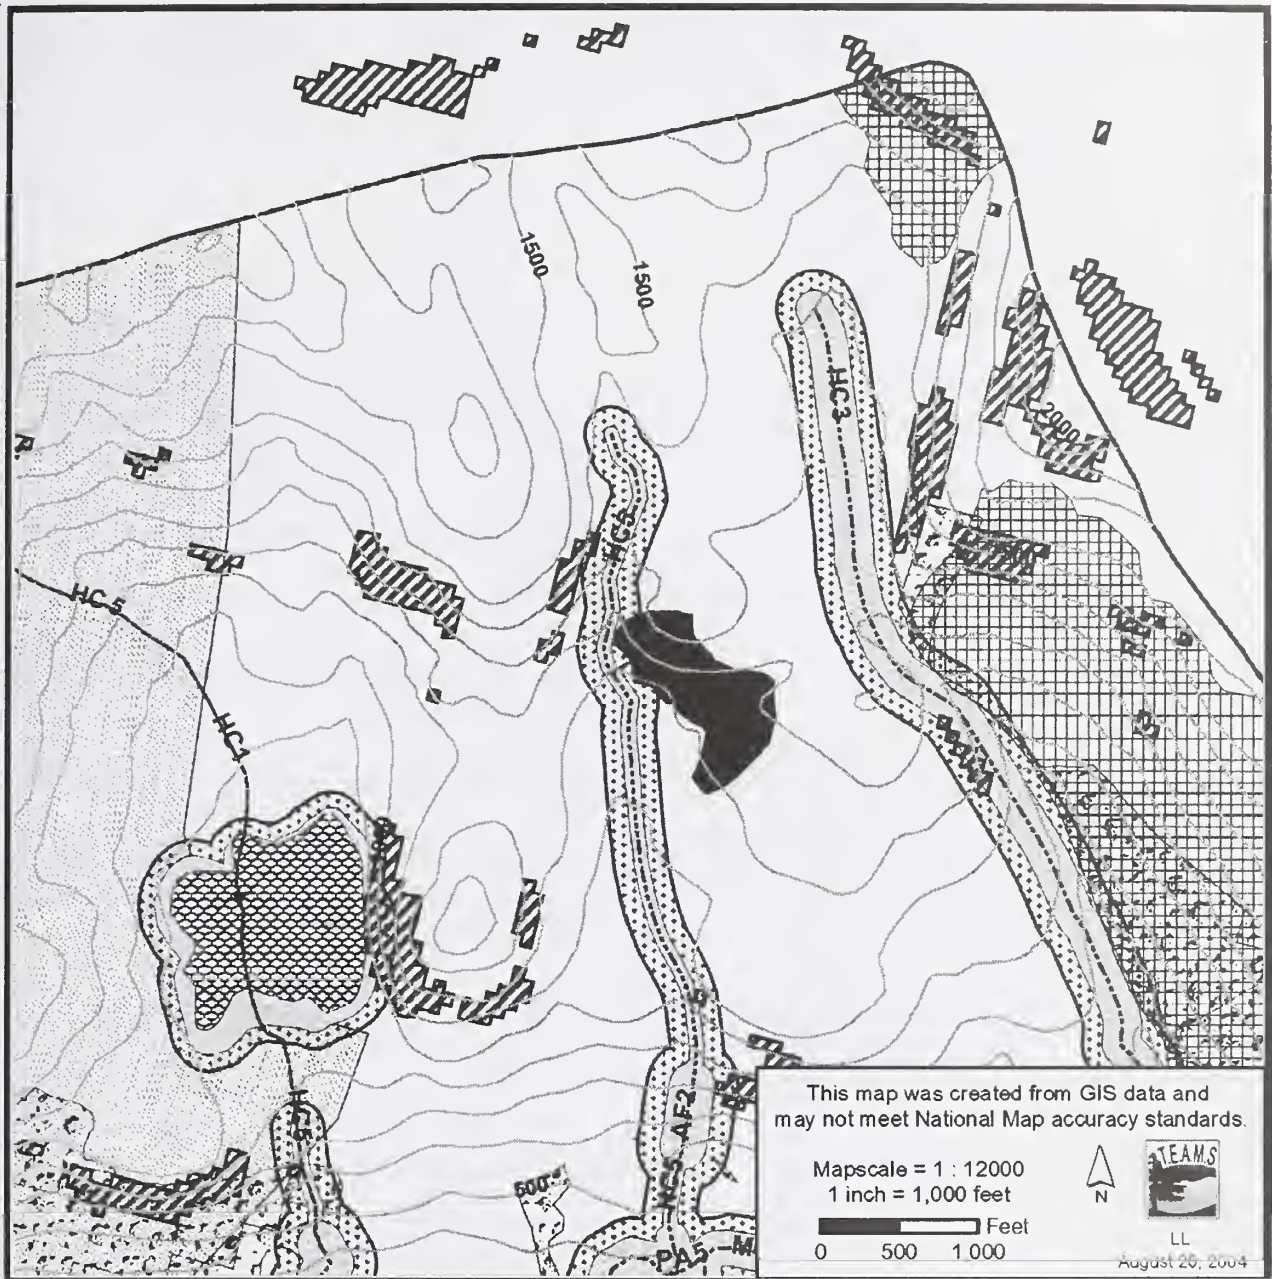 1500
1500
HC3
2000
HC5
HC 5
HC1
AF2
HC5
500
PA5
M
This map was created from GIS data and
may not meet National Map accuracy standards.
Mapscale = 1 : 12000
1 inch = 1,000 feet
Feet
0 500 1 000
N
T.E.A.M.S
LL
August 26, 2004